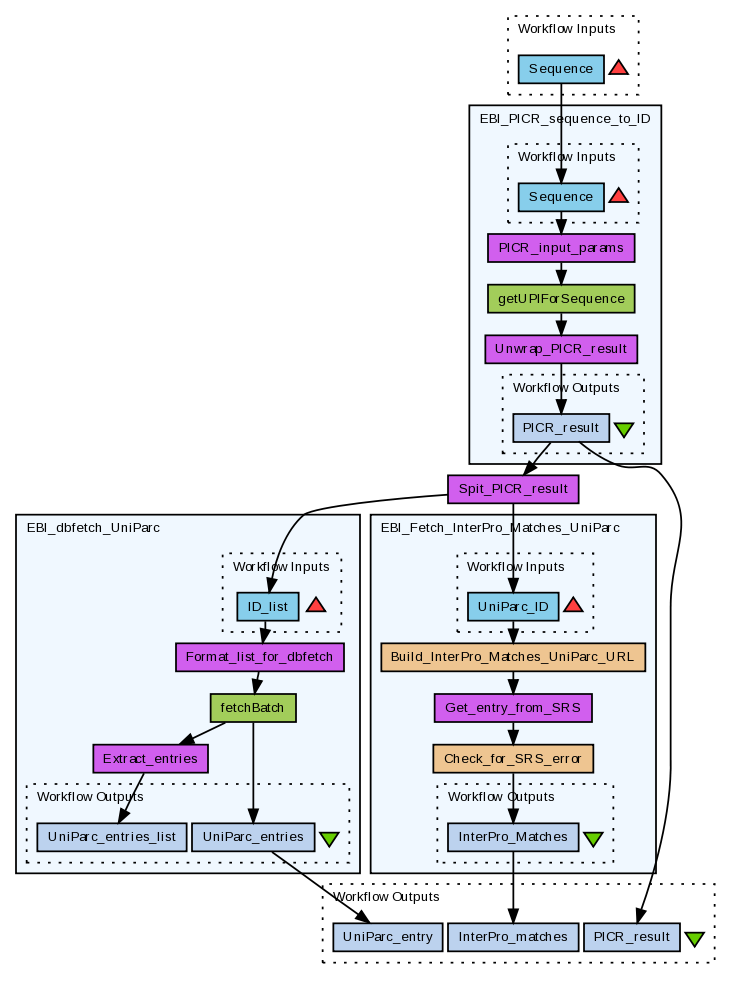 Workflow Inputs
Sequence
EBI_PICR_sequence_to_ID
Workflow Inputs
Sequence
PICR_input_params
getUPIForSequence
Unwrap_PICR_result
Workflow Outputs
PICR_result
Spit_PICR_result
EBI_dbfetch_UniParc
Workflow Inputs
ID_list
Format_list_for_dbfetch
fetchBatch
Extract_entries
Workflow Outputs
UniParc_entries_list
UniParc_entries
EBI_Fetch_InterPro_Matches_UniParc
Workflow Inputs
UniParc_ID
Build_InterPro_Matches_UniParc_URL
Get_entry_from_SRS
Check_for_SRS_error
Workflow Outputs
InterPro_Matches
Workflow Outputs
UniParc_entry
InterPro_matches
PICR_result